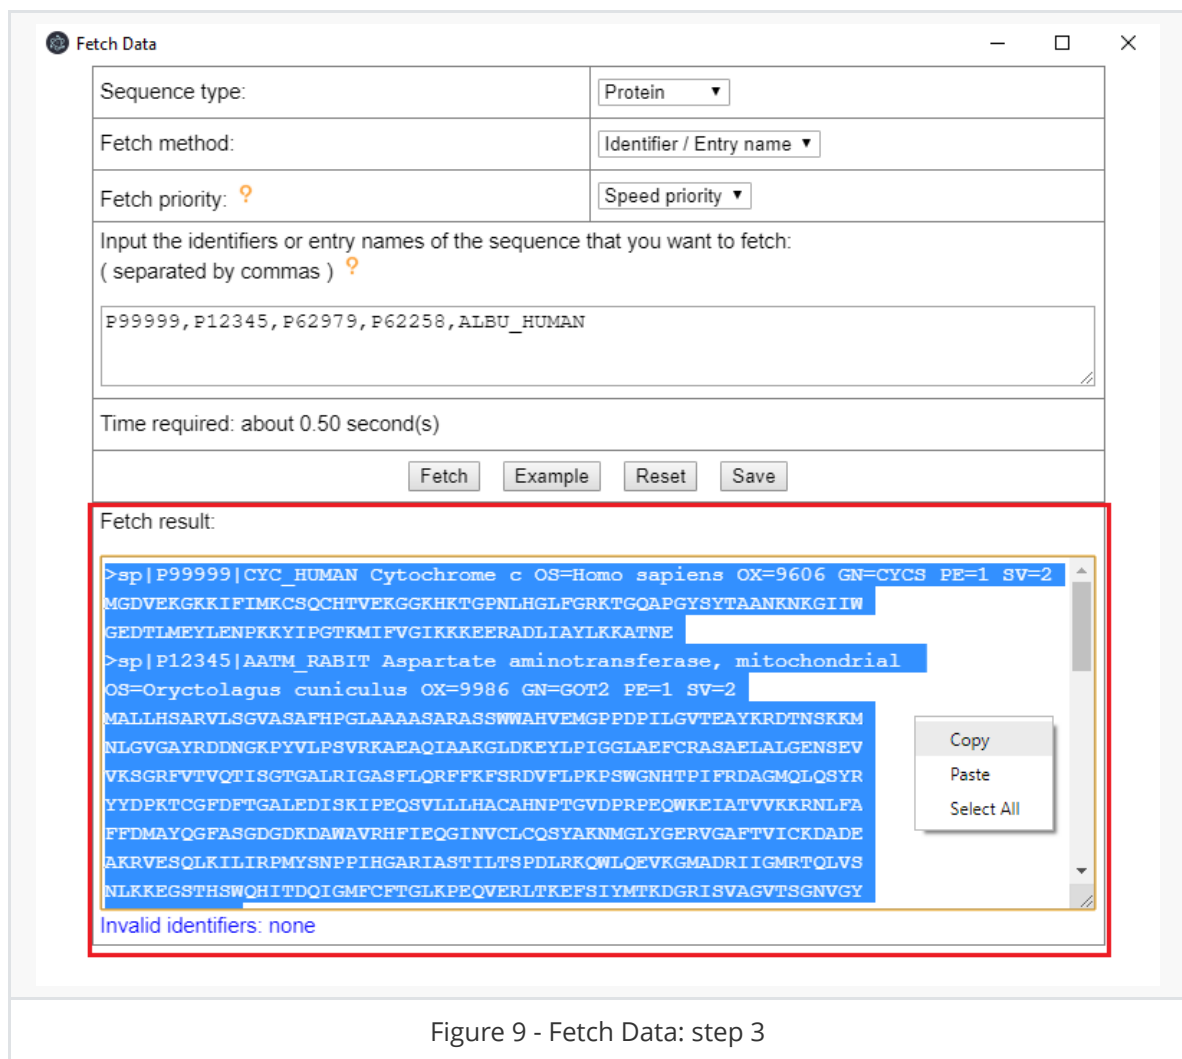 Fetch Data
Sequence type:
Protein
Fetch method:
Identifier / Entry name
Fetch priority: ?
Speed priority
Input the identifiers or entry names of the sequence that you want to fetch:
( separated by commas ) ?
P99999,P12345,P62979,P62258,ALBU_HUMAN
Time required: about 0.50 second(s)
Fetch Example Reset Save
Fetch result:
>sp|P99999|CYC_HUMAN Cytochrome c OS=Homo sapiens OX=9606 GN=CYCS PE=1 SV=2
MGDVEKGKKIFIMKCSQCHTVEKGGKHKTGPNLHGLFGRKTGQAPGYSYTAANKNKGIIW
GEDTLMEYLENPKKYIPGTKMIFVGIKKKEERADLIAYLKKATNE
>sp|P12345|AATM_RABIT Aspartate aminotransferase, mitochondrial
OS=Oryctolagus cuniculus OX=9986 GN=GOT2 PE=1 SV=2
MALLHSARVLSGVASAFHPGLAAAASARASSWWAHVEMGPPDPILGVTEAYKRDTNSKKM
NLGVGAYRDDNGKPYVLPSVRKAEAQIAAKGLDKEYLPIGGLAEFCRASAELALGENSEV
VKSGRFVTVQTISGTGALRIGASFLQRFFKFSRDVFLPKPSWGNHTPIFRDAGMQLQSYR
YYDPKTCGFDFTGALEDISKIPEQSVLLLHACAHNPTGVDPRPEQWKEIATVVKKRNLFA
FFDMAYQGFASGDGDKDAWAVRHFIEQGINVCLCQSYAKNMGLYGERVGAFTVICKDADE
AKRVESQLKILIRPMYSNPPIHGARIASTILTSPDLRKQWLQEVKGMADRIIGMRTQLVS
NLKKEGSTHSWQHITDQIGMFCFTGLKPEQVERLTKEFSIYMTKDGRISVAGVTSGNVGY
Copy
Paste
Select All
Invalid identifiers: none
Figure 9 - Fetch Data: step 3